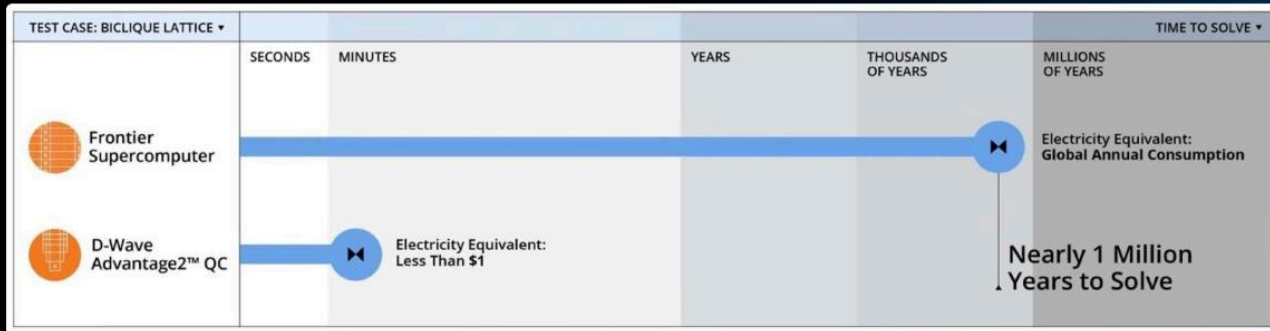 TEST CASE: BICLIQUE LATTICE ▾
TIME TO SOLVE ▾
SECONDS
MINUTES
YEARS
THOUSANDS
OF YEARS
MILLIONS
OF YEARS
Frontier
Supercomputer
Electricity Equivalent:
Global Annual Consumption
D-Wave
Advantage2™ QC
Electricity Equivalent:
Less Than $1
Nearly 1 Million
Years to Solve